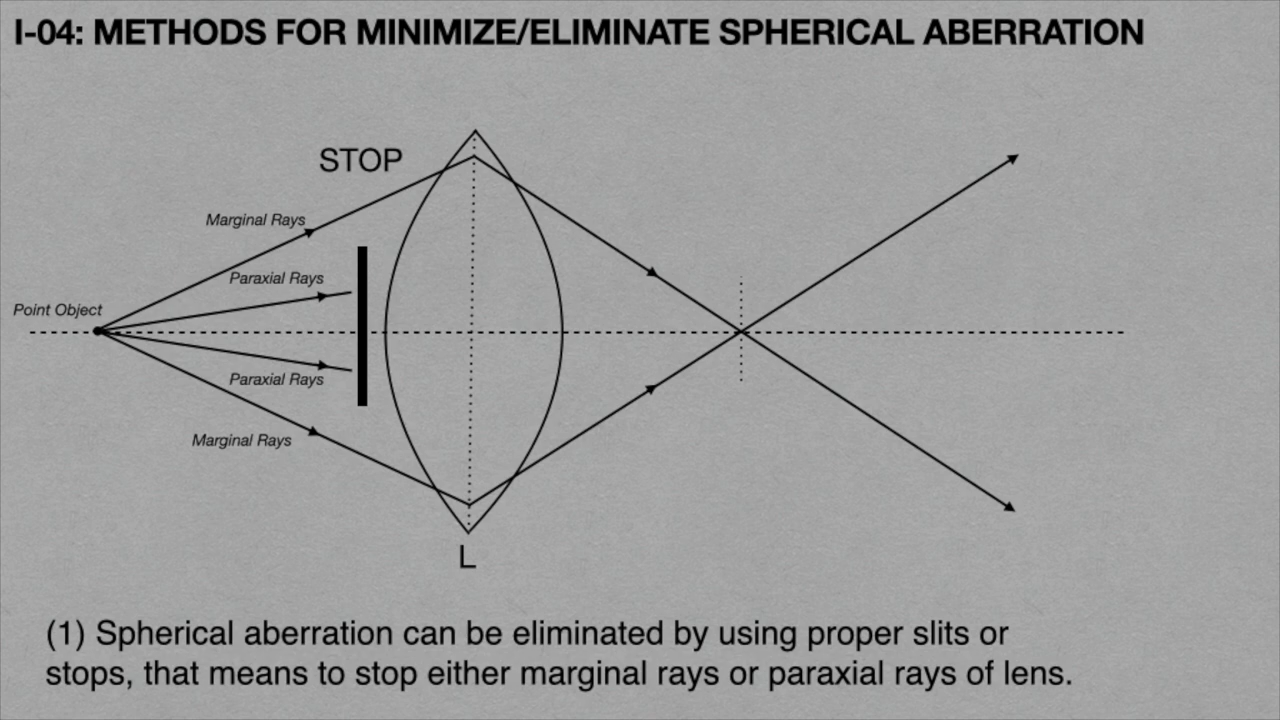 I-04: METHODS FOR MINIMIZE/ELIMINATE SPHERICAL ABERRATION
STOP
Marginal Rays
Paraxial Rays
Point Object
Paraxial Rays
Marginal Rays
L
(1) Spherical aberration can be eliminated by using proper slits or
stops, that means to stop either marginal rays or paraxial rays of lens.